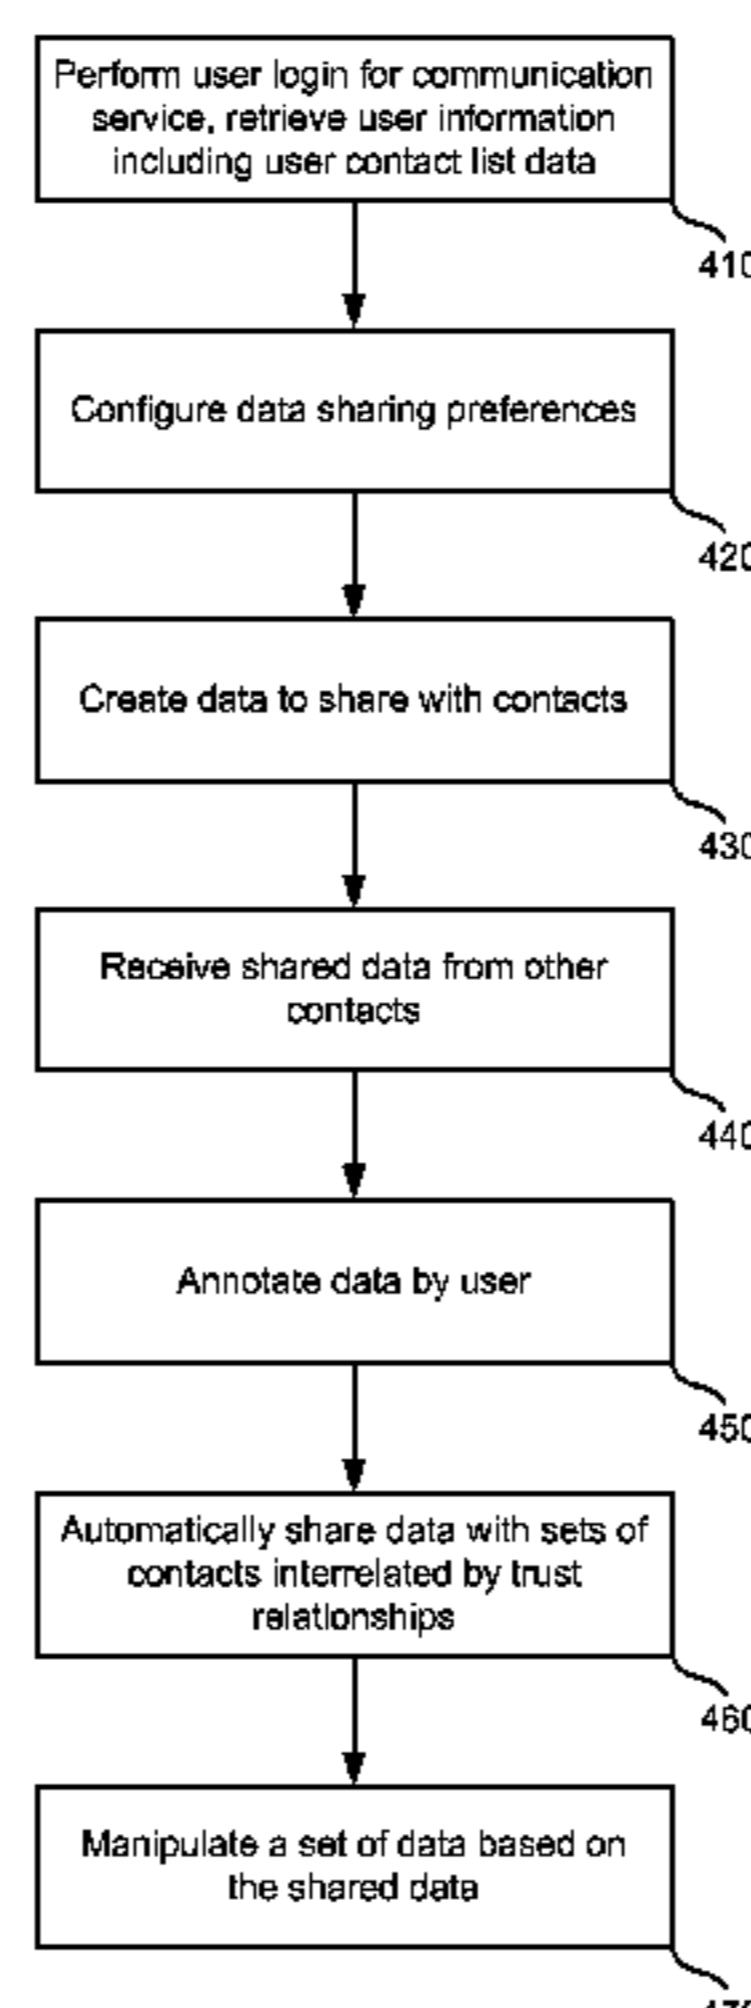 Perform user login for communication
service, retrieve user information
including user contact list data
410
Configure data sharing preferences
420
Create data to share with contacts
430
Receive shared data from other
contacts
440
Annotate data by user
450
Automatically share data with sets of
contacts interrelated by trust
relationships
460
Manipulate a set of data based on
the shared data